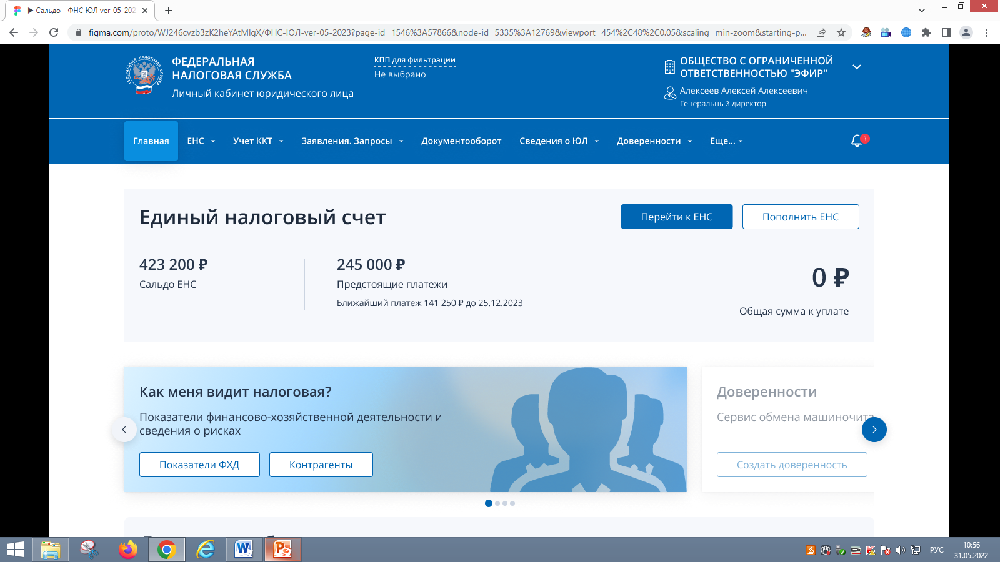 Сальдо - ФНС ЮЛ ver-05-202
figma.com/proto/WJ246cvzb3zK2heYAtMIgX/ФНС-ЮЛ-ver-05-2023?page-id=1546%3A57866&node-id=5335%3A12769&viewport=454%2C48%2C0.05&scaling=min-zoom&starting-p...
ФЕДЕРАЛЬНАЯ НАЛОГОВАЯ СЛУЖБА
ФЕДЕРАЛЬНАЯ
НАЛОГОВАЯ СЛУЖБА
Личный кабинет юридического лица
КПП для фильтрации
Не выбрано
ОБЩЕСТВО С ОГРАНИЧЕННОЙ
ОТВЕТСТВЕННОСТЬЮ "ЭФИР"
Алексеев Алексей Алексеевич
Генеральный директор
Главная ЕНС Учет ККТ Заявления. Запросы Документооборот Сведения о ЮЛ Доверенности Еще... 3
Единый налоговый счет
Перейти к ЕНС Пополнить ЕНС
423 200 ₽
Сальдо ЕНС
245 000 ₽
Предстоящие платежи
Ближайший платеж 141 250 ₽ до 25.12.2023
0 ₽
Общая сумма к уплате
Как меня видит налоговая?
Показатели финансово-хозяйственной деятельности и
сведения о рисках
Показатели ФХД Контрагенты
Доверенности
Сервис обмена машиночита
Создать доверенность
РУС
10:56
31.05.2022